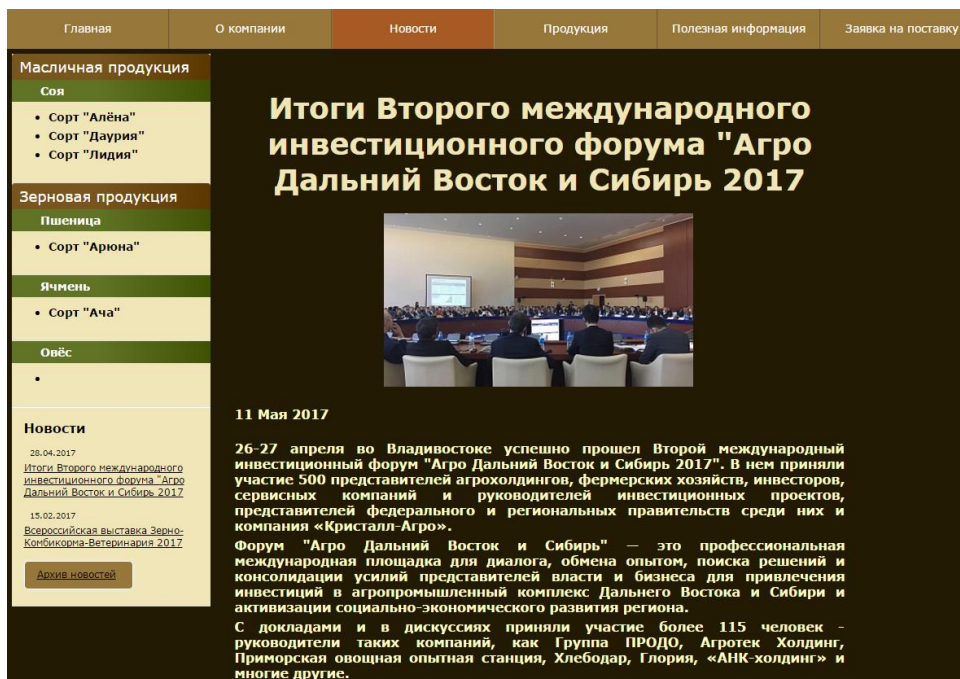 Главная
О компании
Новости
Продукция
Полезная информация
Заявка на поставку
Масличная продукция
Соя
Сорт "Алёна"
Сорт "Даурия"
Сорт "Лидия"
Зерновая продукция
Пшеница
Сорт "Арюна"
Ячмень
Сорт "Ача"
Овёс
Новости
28.04.2017
Итоги Второго международного
инвестиционного форума "Агро
Дальний Восток и Сибирь 2017
15.02.2017
Всероссийская выставка Зерно-
Комбикорма-Ветеринария 2017
Архив новостей
Итоги Второго международного
инвестиционного форума "Агро
Дальний Восток и Сибирь 2017
11 Мая 2017
26-27 апреля во Владивостоке успешно прошел Второй международный
инвестиционный форум "Агро Дальний Восток и Сибирь 2017". В нем приняли
участие 500 представителей агрохолдингов, фермерских хозяйств, инвесторов,
сервисных компаний и руководителей инвестиционных проектов,
представителей федерального и региональных правительств среди них и
компания «Кристалл-Агро».
Форум "Агро Дальний Восток и Сибирь" — это профессиональная
международная площадка для диалога, обмена опытом, поиска решений и
консолидации усилий представителей власти и бизнеса для привлечения
инвестиций в агропромышленный комплекс Дальнего Востока и Сибири и
активизации социально-экономического развития региона.
С докладами и в дискуссиях приняли участие более 115 человек -
руководители таких компаний, как Группа ПРОДО, Агротек Холдинг,
Приморская овощная опытная станция, Хлебодар, Глория, «АНК-холдинг» и
многие другие.